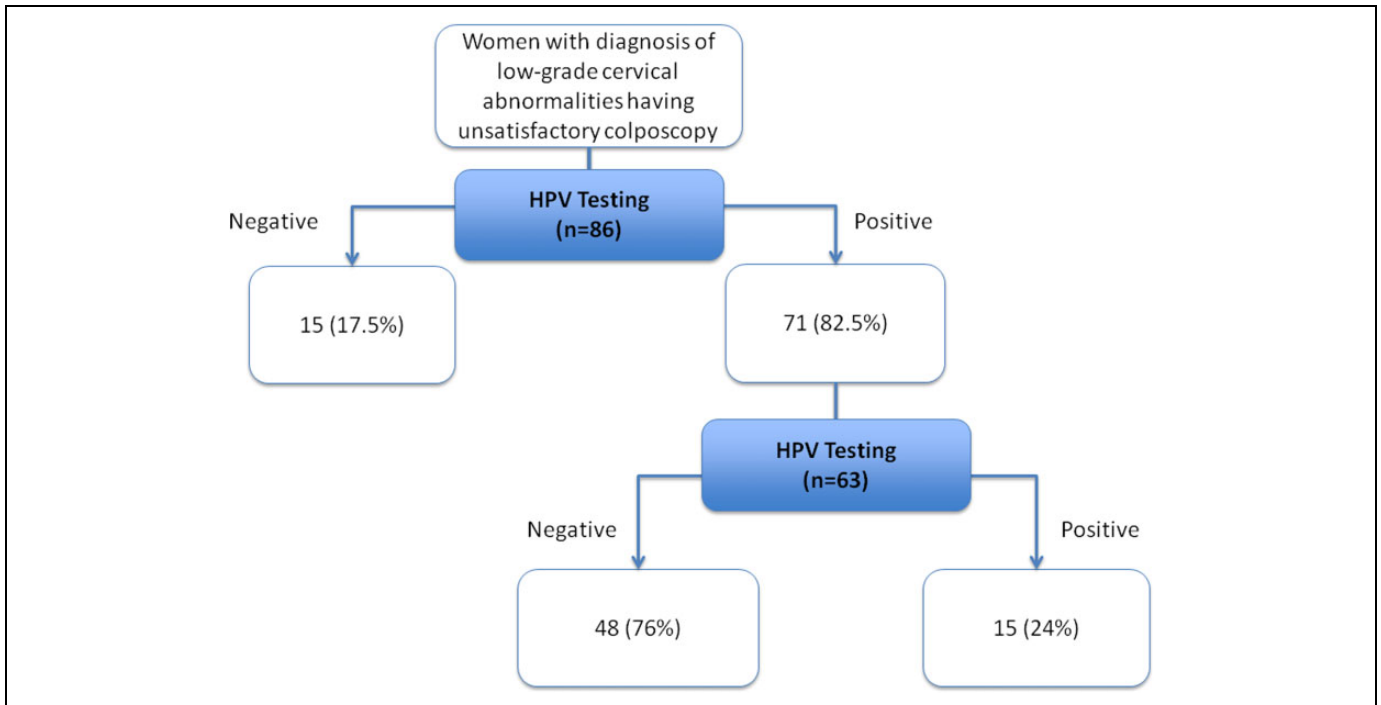 Women with diagnosis of
low-grade cervical
abnormalities having
unsatisfactory colposcopy
HPV Testing
(n=86)
Negative
Positive
15 (17.5%)
71 (82.5%)
HPV Testing
(n=63)
Negative
Positive
48 (76%)
15 (24%)